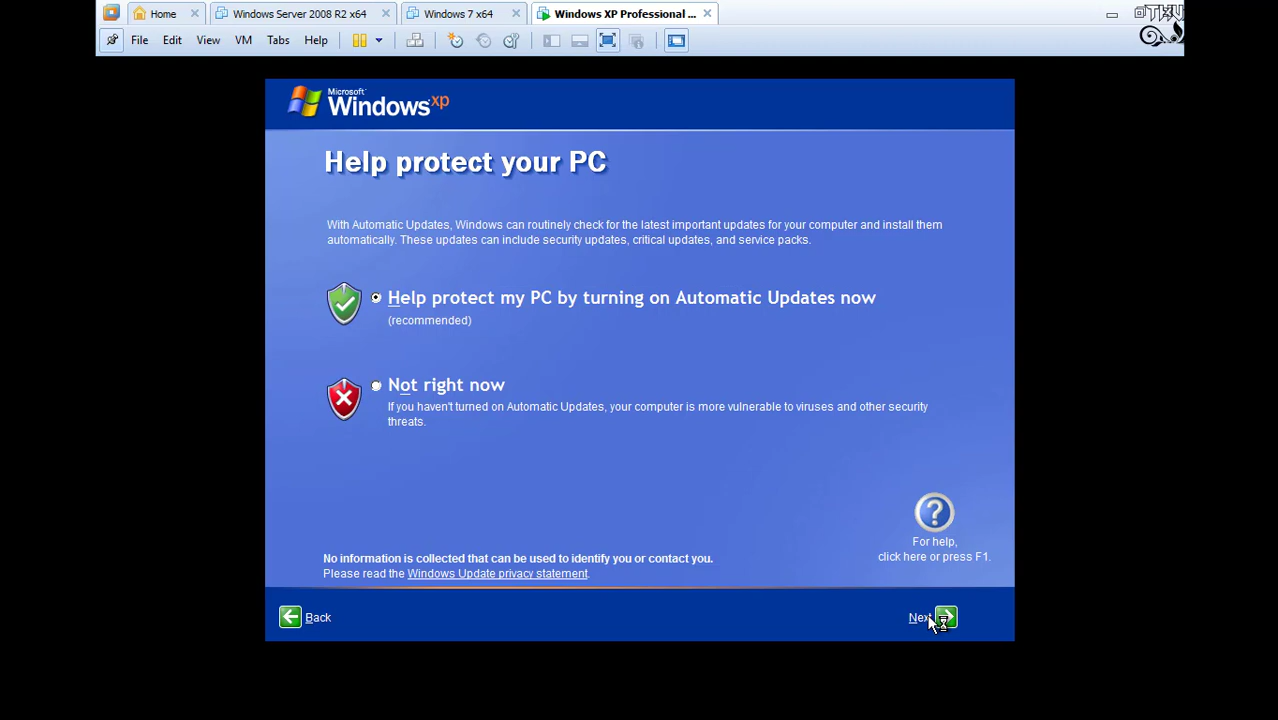 Home
Windows Server 2008 R2 x64
Windows 7 x64
Windows XP Professional ...
File Edit View VM Tabs Help
Microsoft
Windows xp
Help protect your PC
With Automatic Updates, Windows can routinely check for the latest important updates for your computer and install them
automatically. These updates can include security updates, critical updates, and service packs.
Help protect my PC by turning on Automatic Updates now
(recommended)
Not right now
If you haven't turned on Automatic Updates, your computer is more vulnerable to viruses and other security
threats.
For help,
click here or press F1.
No information is collected that can be used to identify you or contact you.
Please read the Windows Update privacy statement.
Back
Next